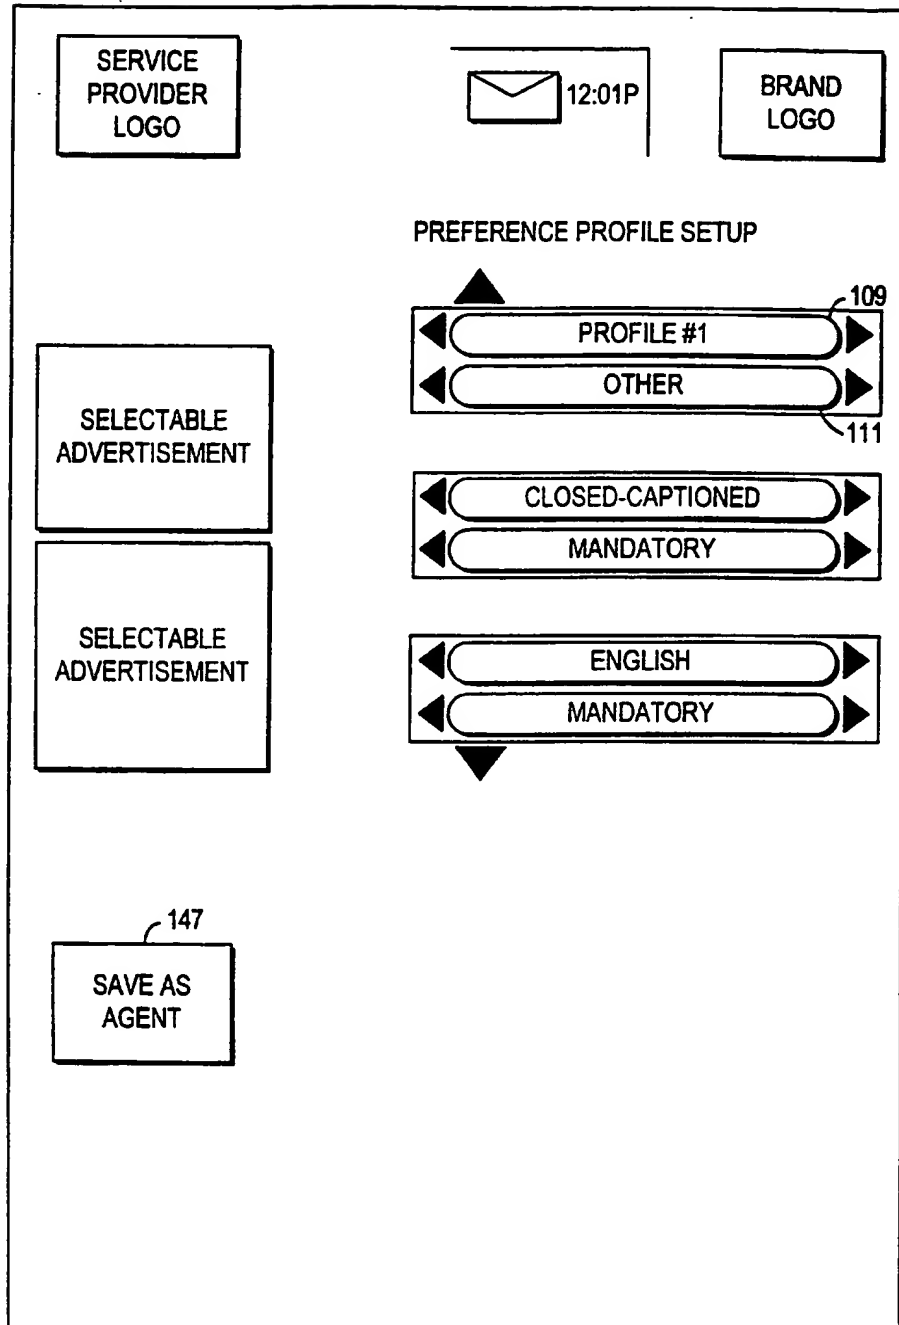 SERVICE
PROVIDER
LOGO
12:01P
BRAND
LOGO
PREFERENCE PROFILE SETUP
109
PROFILE #1
OTHER
111
SELECTABLE
ADVERTISEMENT
CLOSED-CAPTIONED
MANDATORY
SELECTABLE
ADVERTISEMENT
ENGLISH
MANDATORY
147
SAVE AS
AGENT